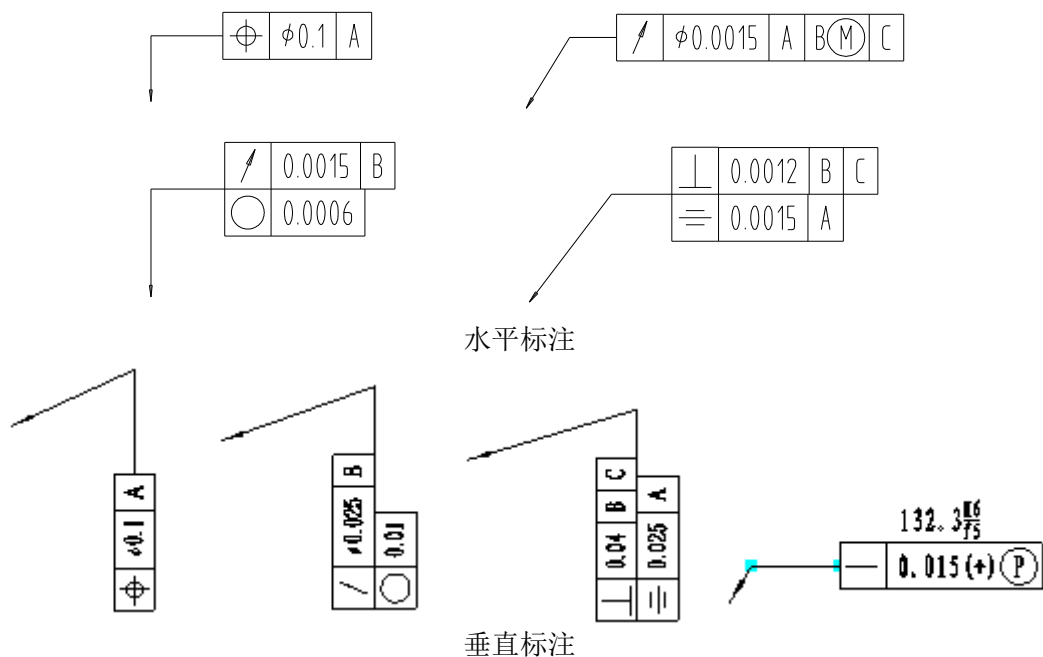 ⌖ ϕ0.1 A
↗ ϕ0.0015 A BⓂ C
↗ 0.0015 B
○ 0.0006
⊥ 0.0012 B C
⌯ 0.0015 A
水平标注
⌖ ϕ0.1 A
/ ϕ0.025 B
○ 0.01
⊥ 0.04 B C
⌯ 0.025 A
132.3
— 0.015(+)Ⓟ
垂直标注